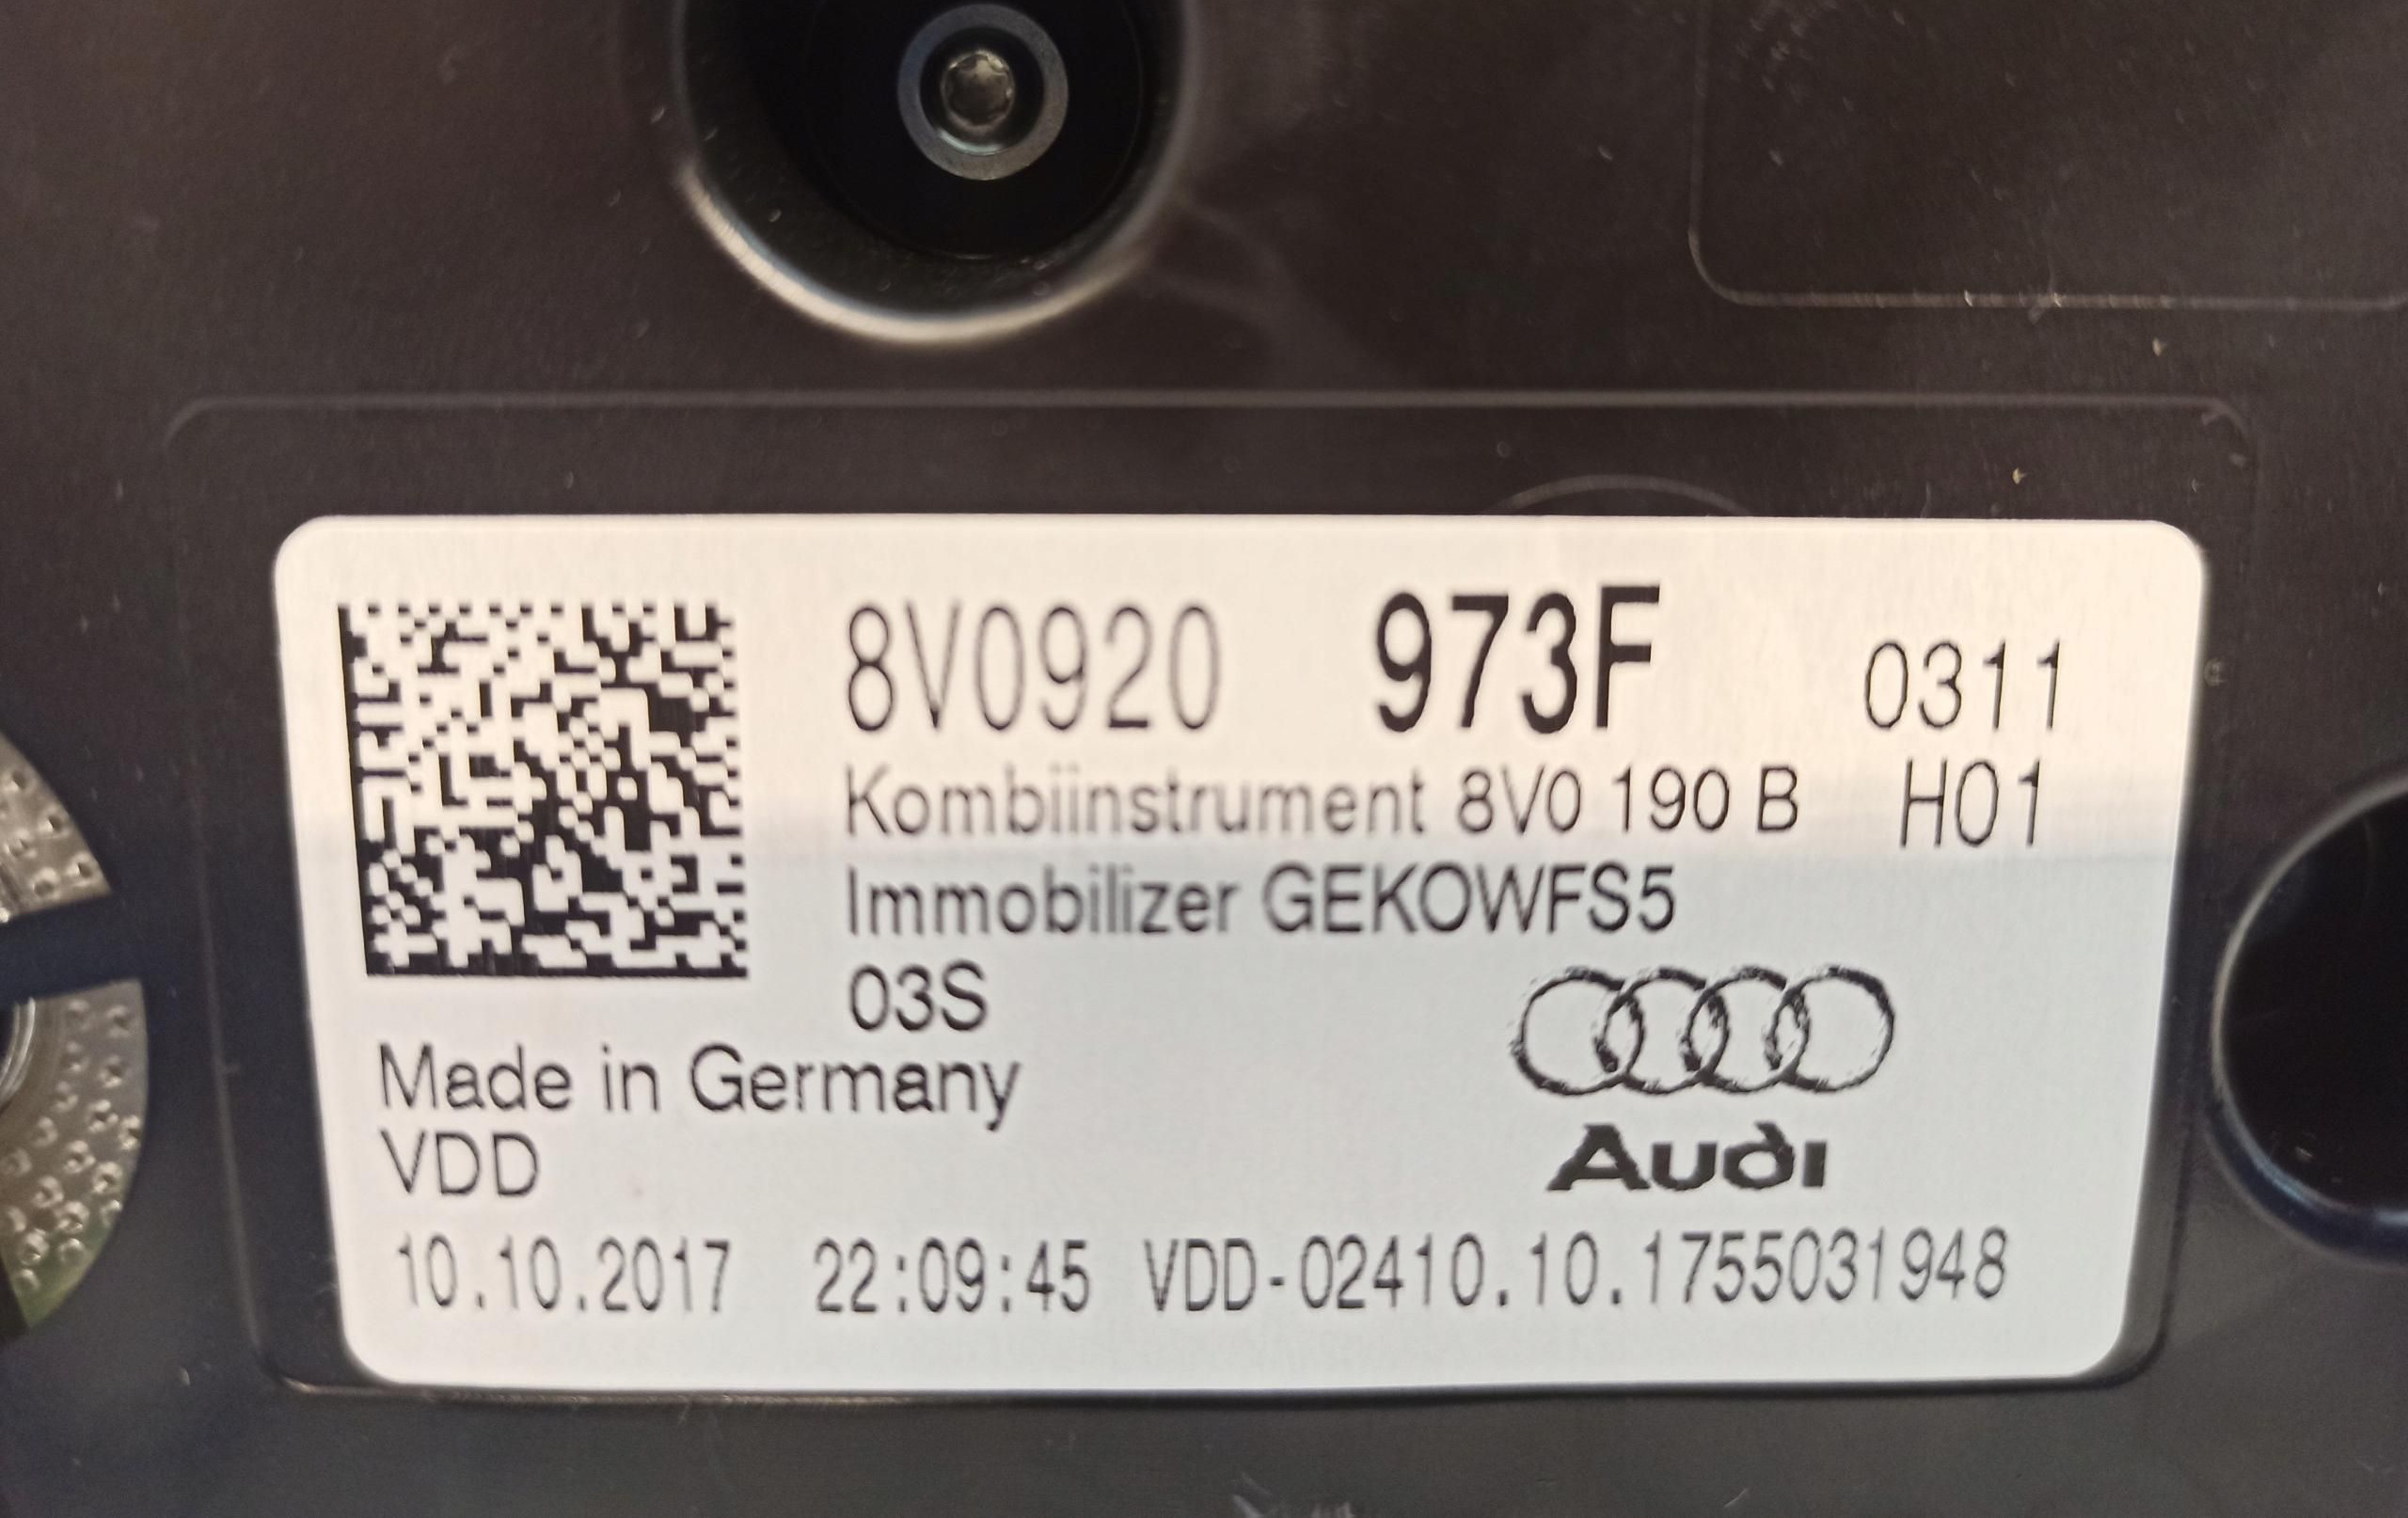 8V0920 973F 0311
Kombiinstrument 8V0 190 B H01
Immobilizer GEKOWFS5
03S
Made in Germany
Audi
VDD
10.10.2017 22:09:45 VDD-02410.10.1755031948